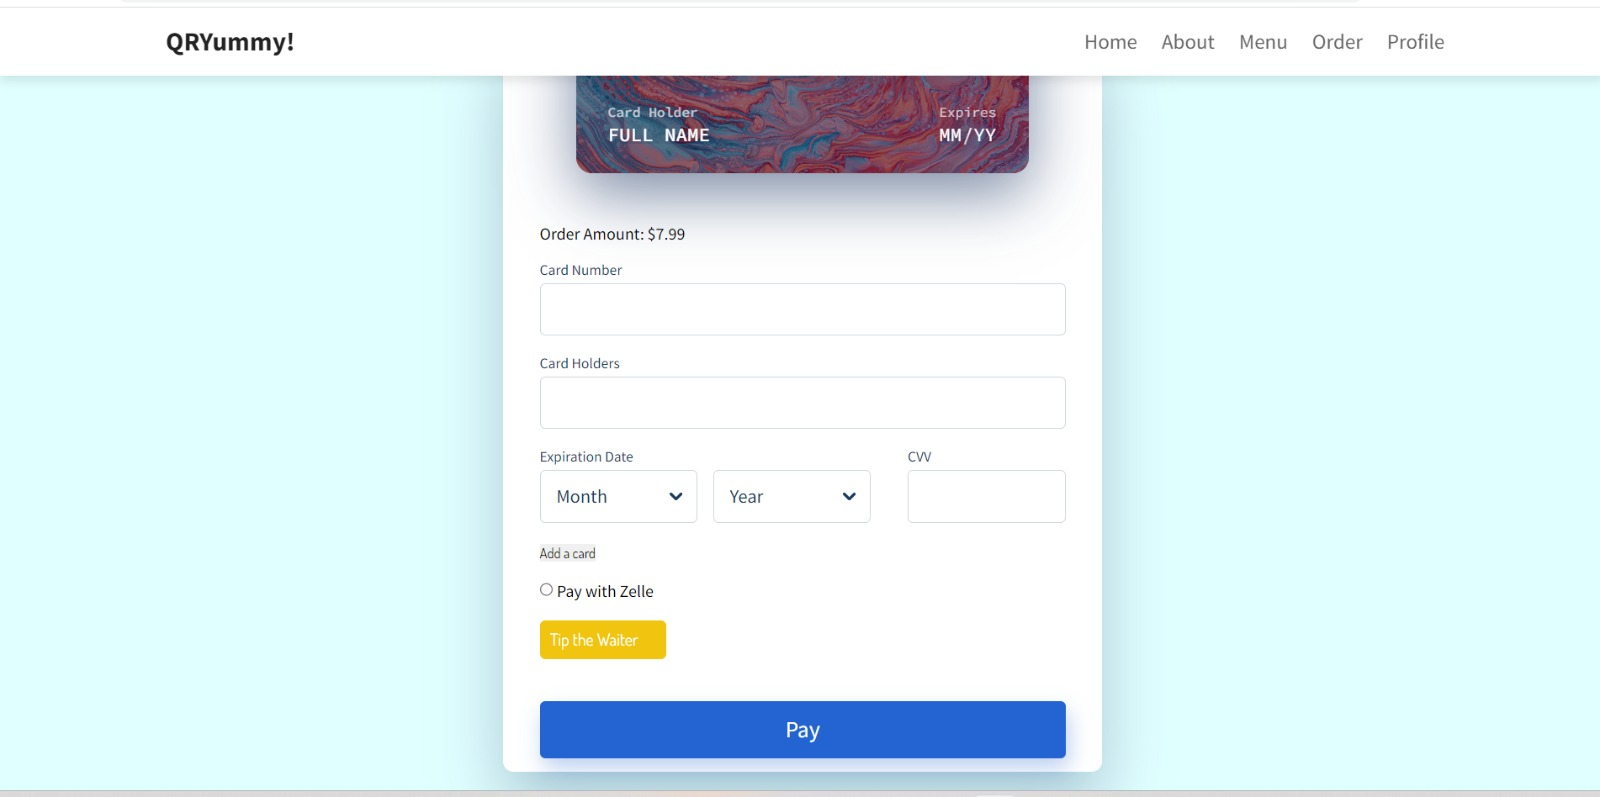 QRYummy!
Home About Menu Order Profile
Card Holder Expires
FULL NAME MM/YY
Order Amount: $7.99
Card Number
Card Holders
Expiration Date CVV
Month Year
Add a card
Pay with Zelle
Tip the Waiter
Pay